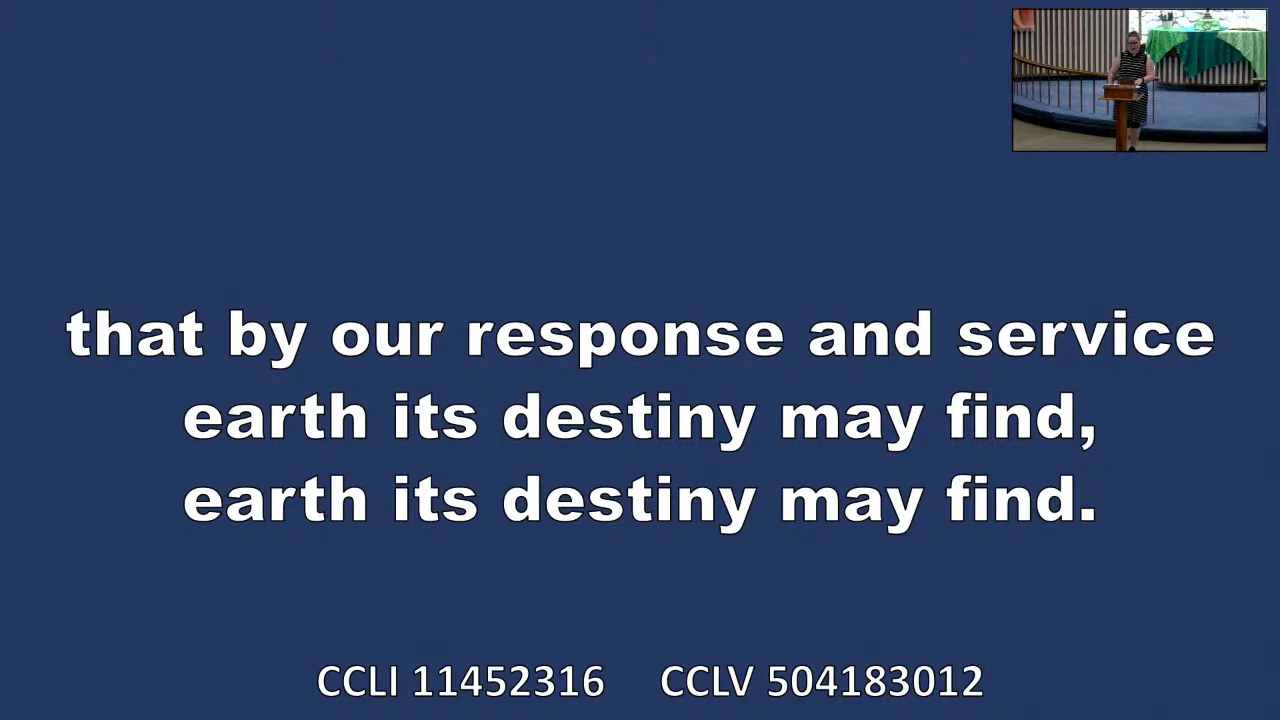 that by our response and service
earth its destiny may find,
earth its destiny may find.
CCLI 11452316 CCLV 504183012